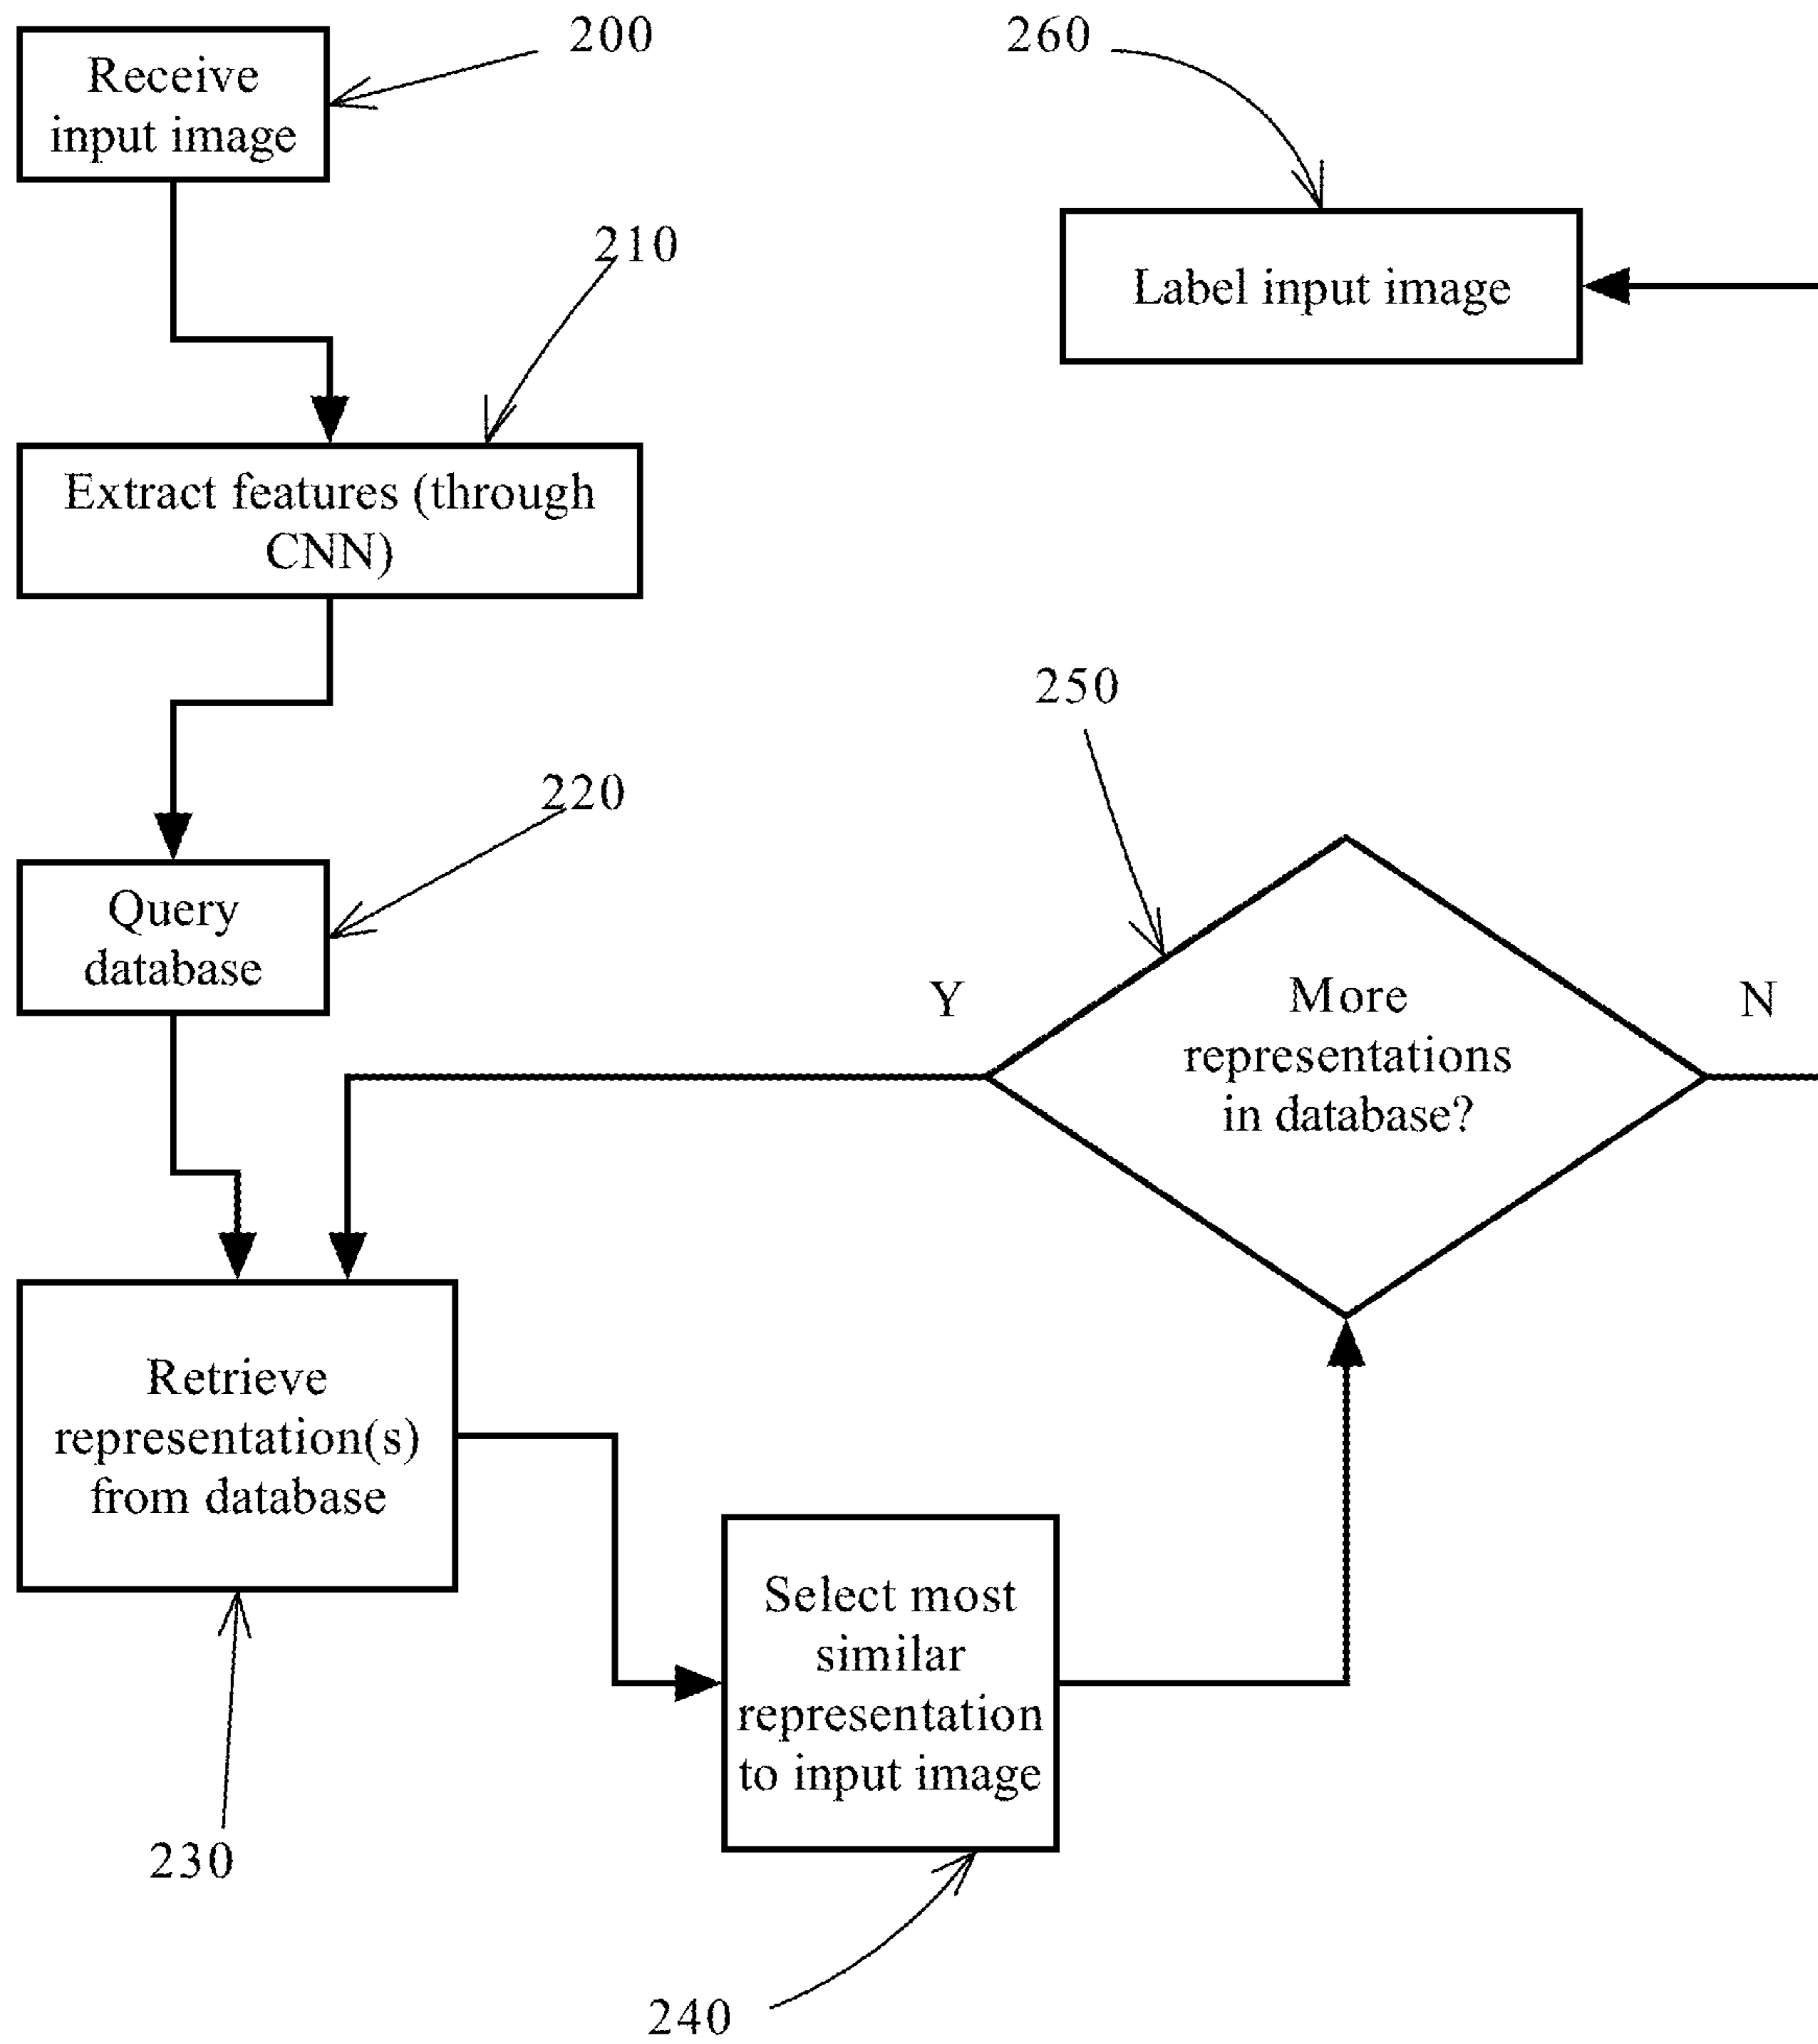 200
Receive
input image
210
Extract features (through
CNN)
220
Query
database
Retrieve
representation(s)
from database
230
Select most
similar
representation
to input image
240
250
Y
More
representations
in database?
N
260
Label input image